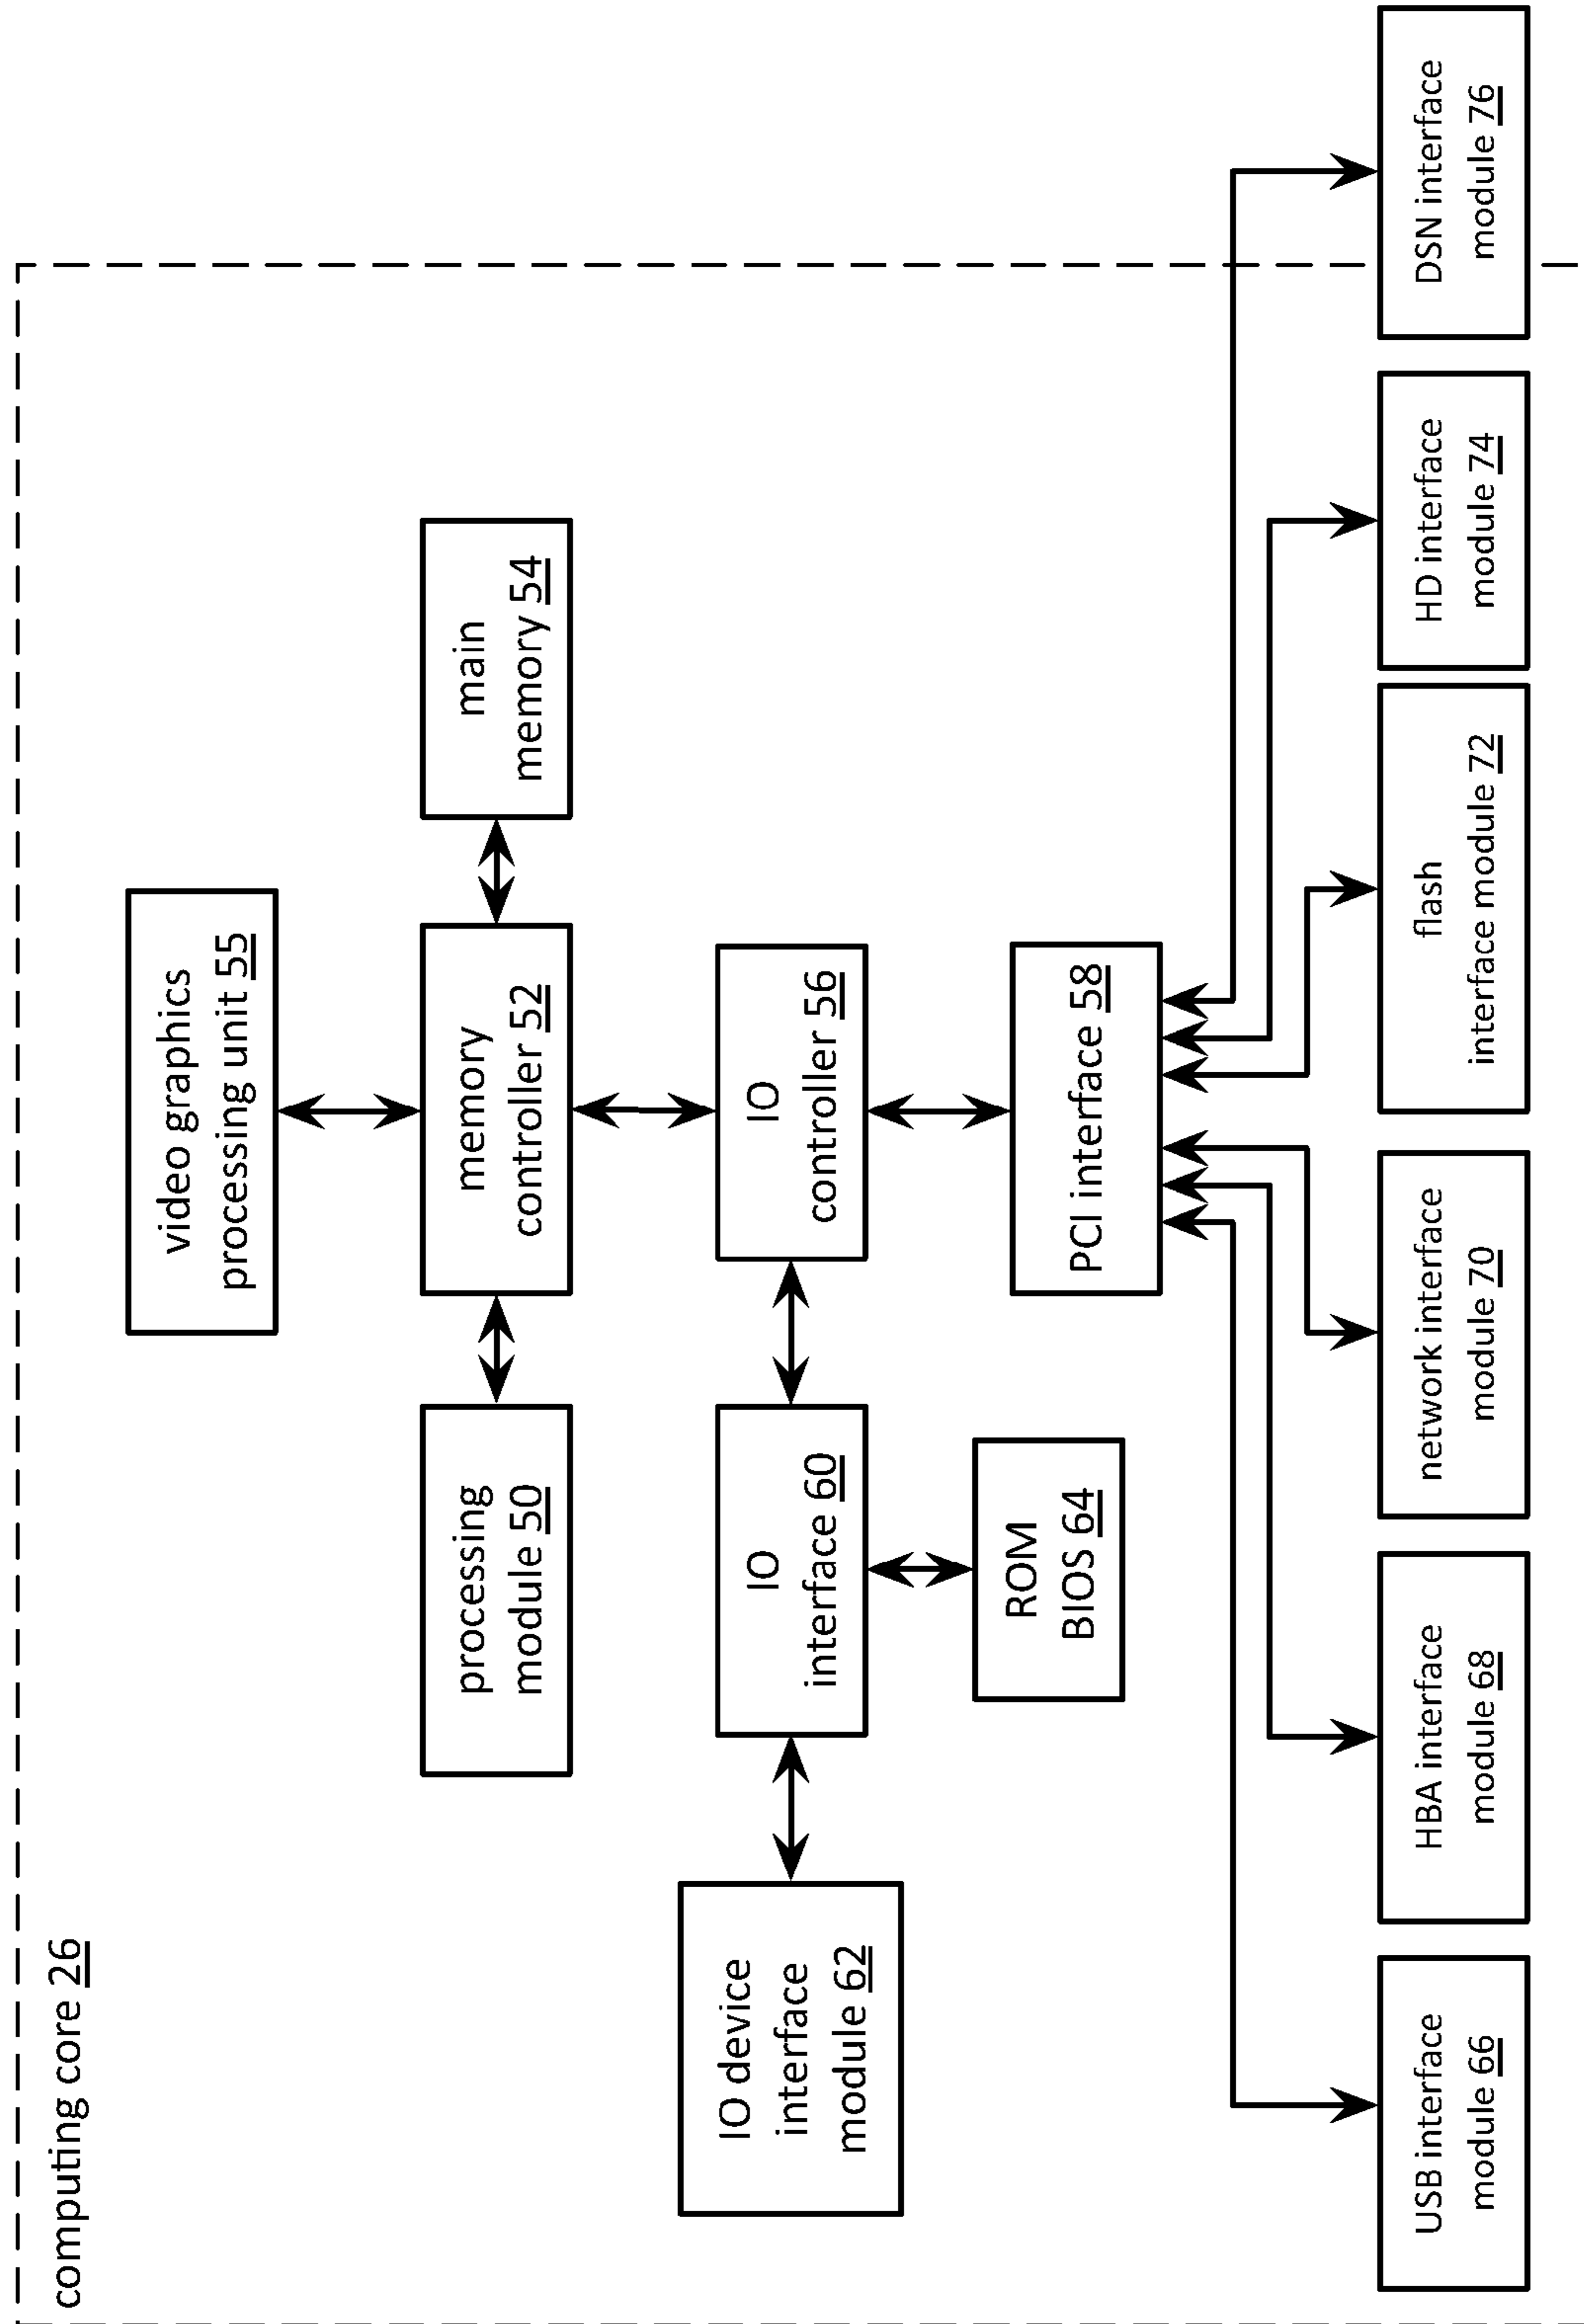 computing core 26
video graphics
processing unit 55
processing
module 50
memory
controller 52
main
memory 54
IO device
interface
module 62
IO
interface 60
IO
controller 56
ROM
BIOS 64
PCI interface 58
USB interface
module 66
HBA interface
module 68
network interface
module 70
flash
interface module 72
HD interface
module 74
DSN interface
module 76